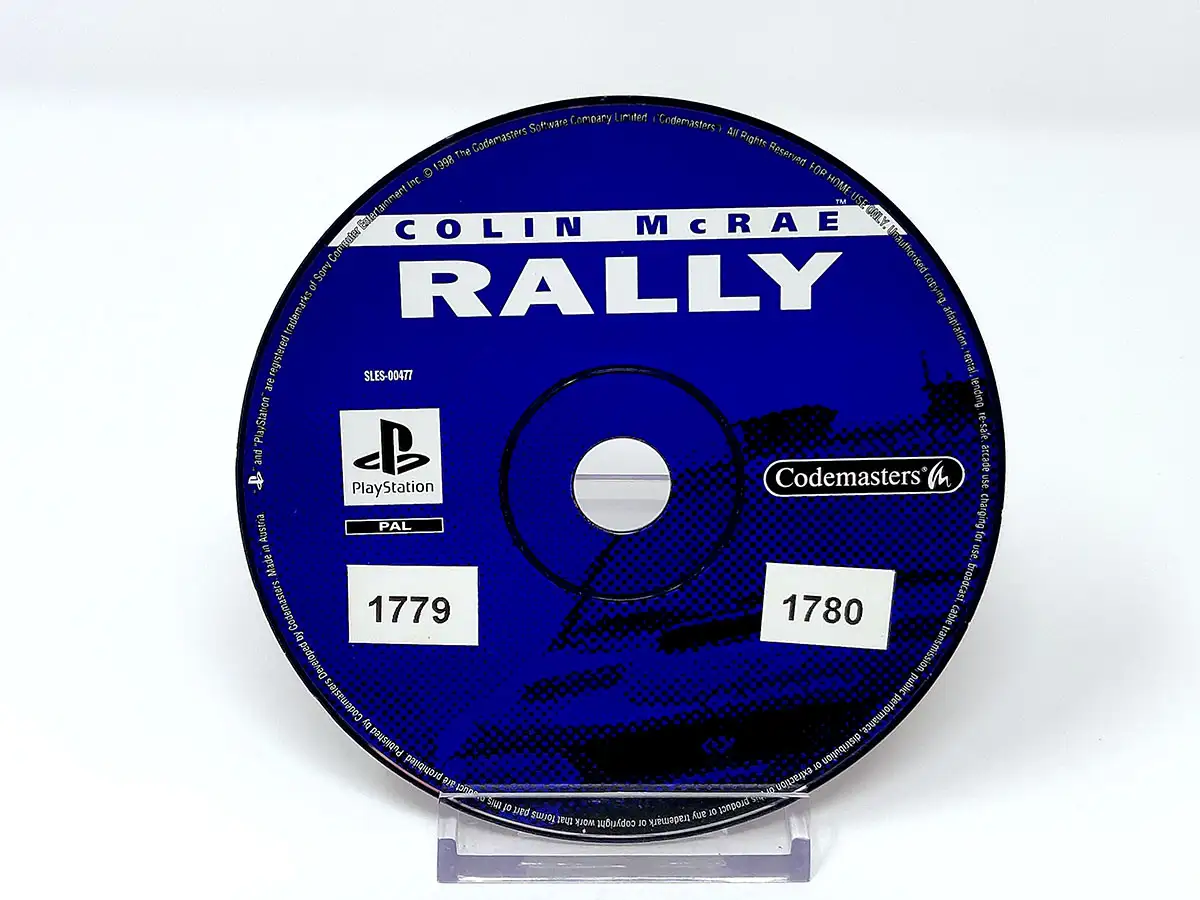 COLIN McRAE™
RALLY
SLES-00477
PlayStation
PAL
Codemasters®
1779
1780
" and "PlayStation" are registered trademarks of Sony Computer Entertainment Inc. © 1998 The Codemasters Software Company Limited ("Codemasters"). All Rights Reserved. FOR HOME USE ONLY. Unauthorised copying, adaptation, rental, lending, re-sale, arcade use, charging for use, broadcast, cable transmission, public performance, distribution or extraction of this product or any trademark or copyright work that forms part of this product are prohibited. Published by Codemasters Developed by Codemasters. Made in Austria.